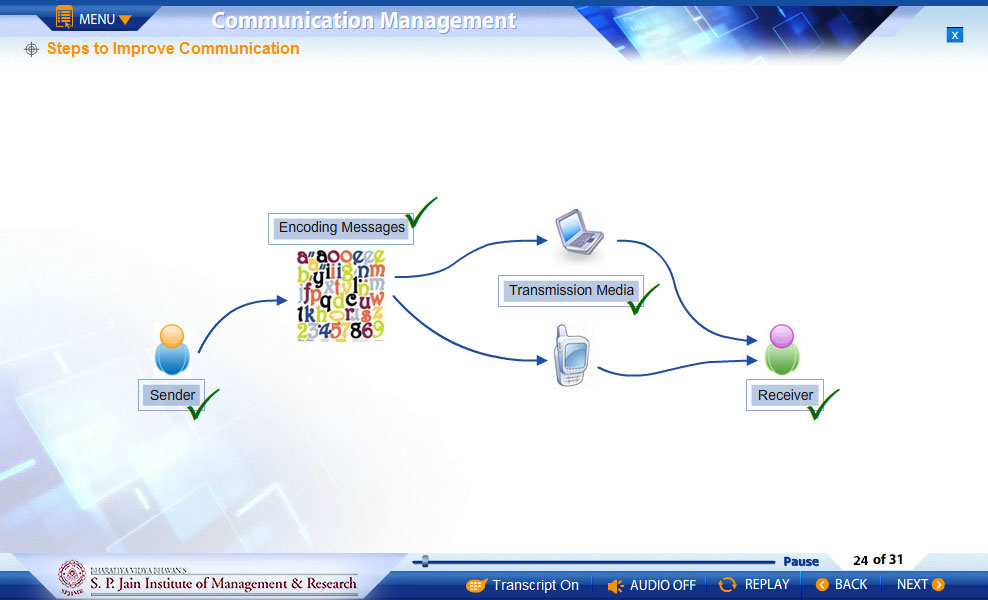 MENU
Communication Management
x
Steps to Improve Communication
Encoding Messages
Transmission Media
Sender
Receiver
Pause
24 of 31
BHARATIYA VIDYA BHAVAN'S
S. P. Jain Institute of Management & Research
SPJIMR
Transcript On
AUDIO OFF
REPLAY
BACK
NEXT